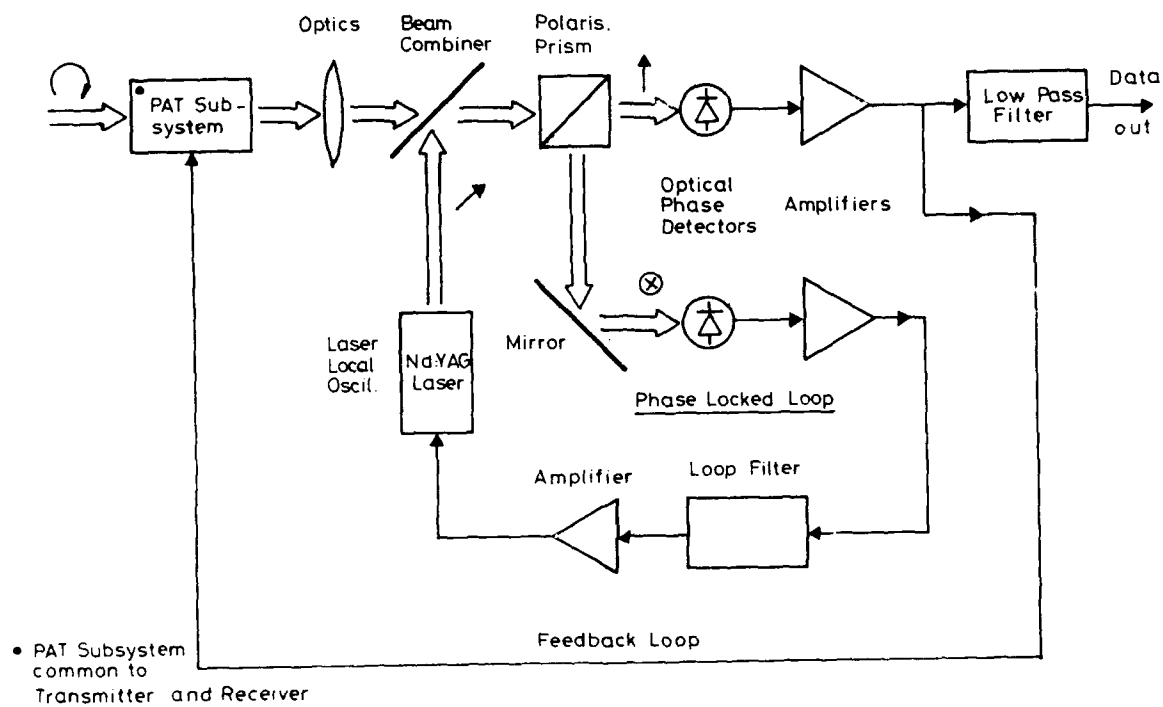 Optics
Beam
Combiner
Polaris.
Prism
• PAT Sub-
system
Low Pass
Filter
Data
out
Optical
Phase
Detectors
Amplifiers
Laser
Local
Oscil.
Nd:YAG
Laser
Mirror
Phase Locked Loop
Amplifier
Loop Filter
Feedback Loop
• PAT Subsystem
common to
Transmitter and Receiver